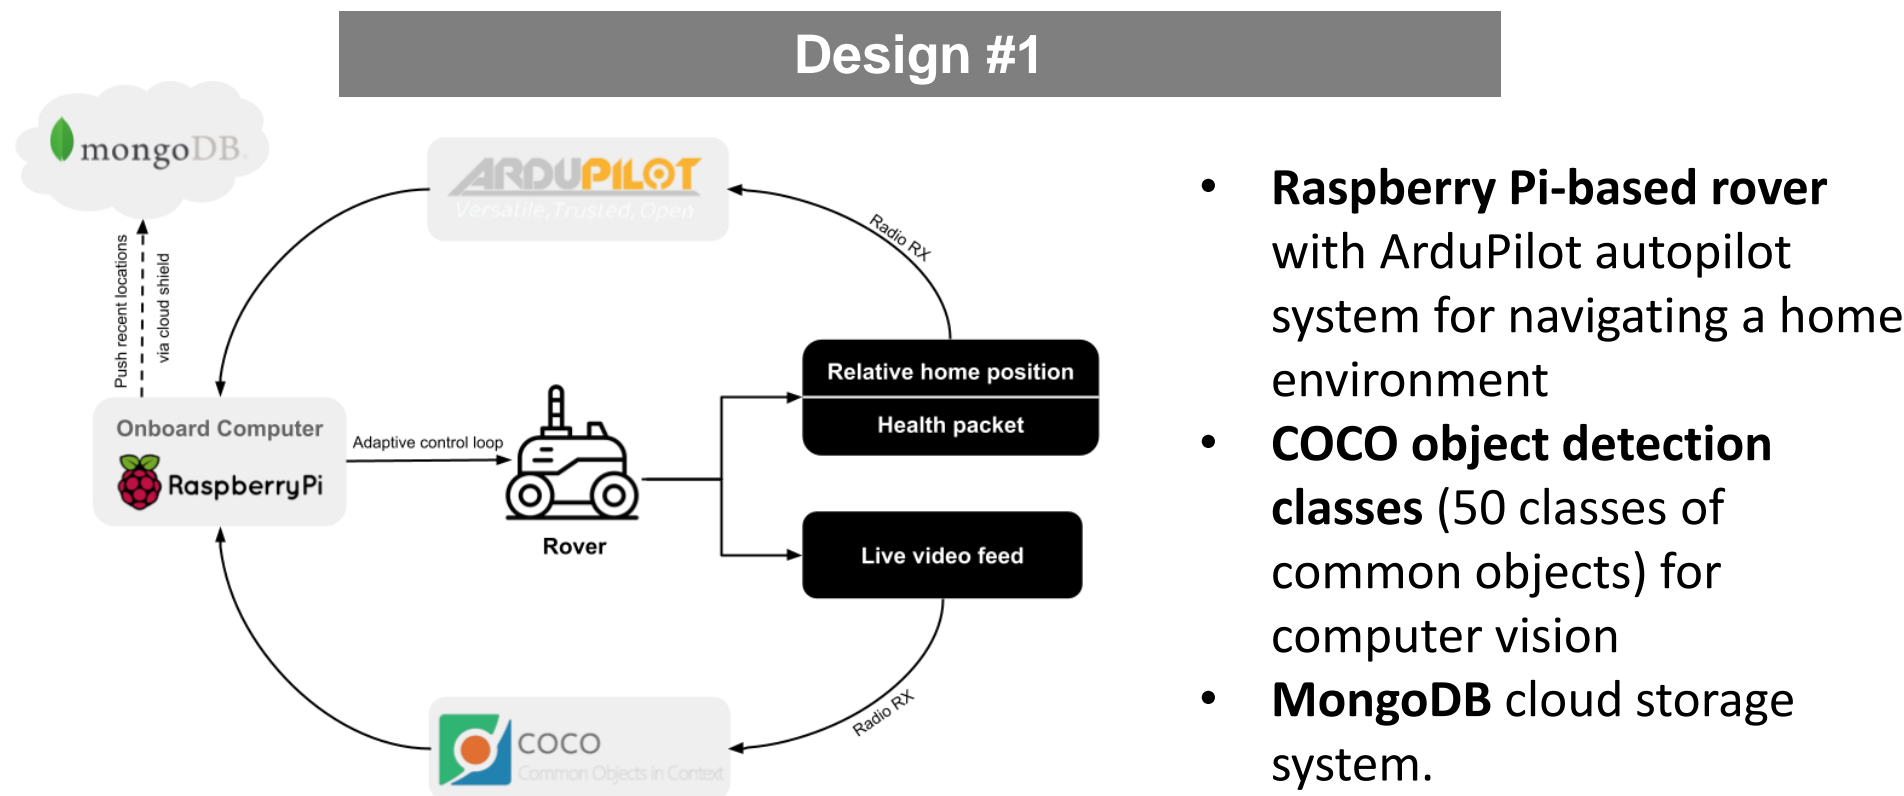 Design #1
mongoDB.
ARDUPILOT
Versatile, Trusted, Open
Radio RX
Push recent locations
via cloud shield
Relative home position
Health packet
Onboard Computer
RaspberryPi
Adaptive control loop
Rover
Live video feed
Radio RX
COCO
Common Objects in Context
• Raspberry Pi-based rover
with ArduPilot autopilot
system for navigating a home
environment
• COCO object detection
classes (50 classes of
common objects) for
computer vision
• MongoDB cloud storage
system.